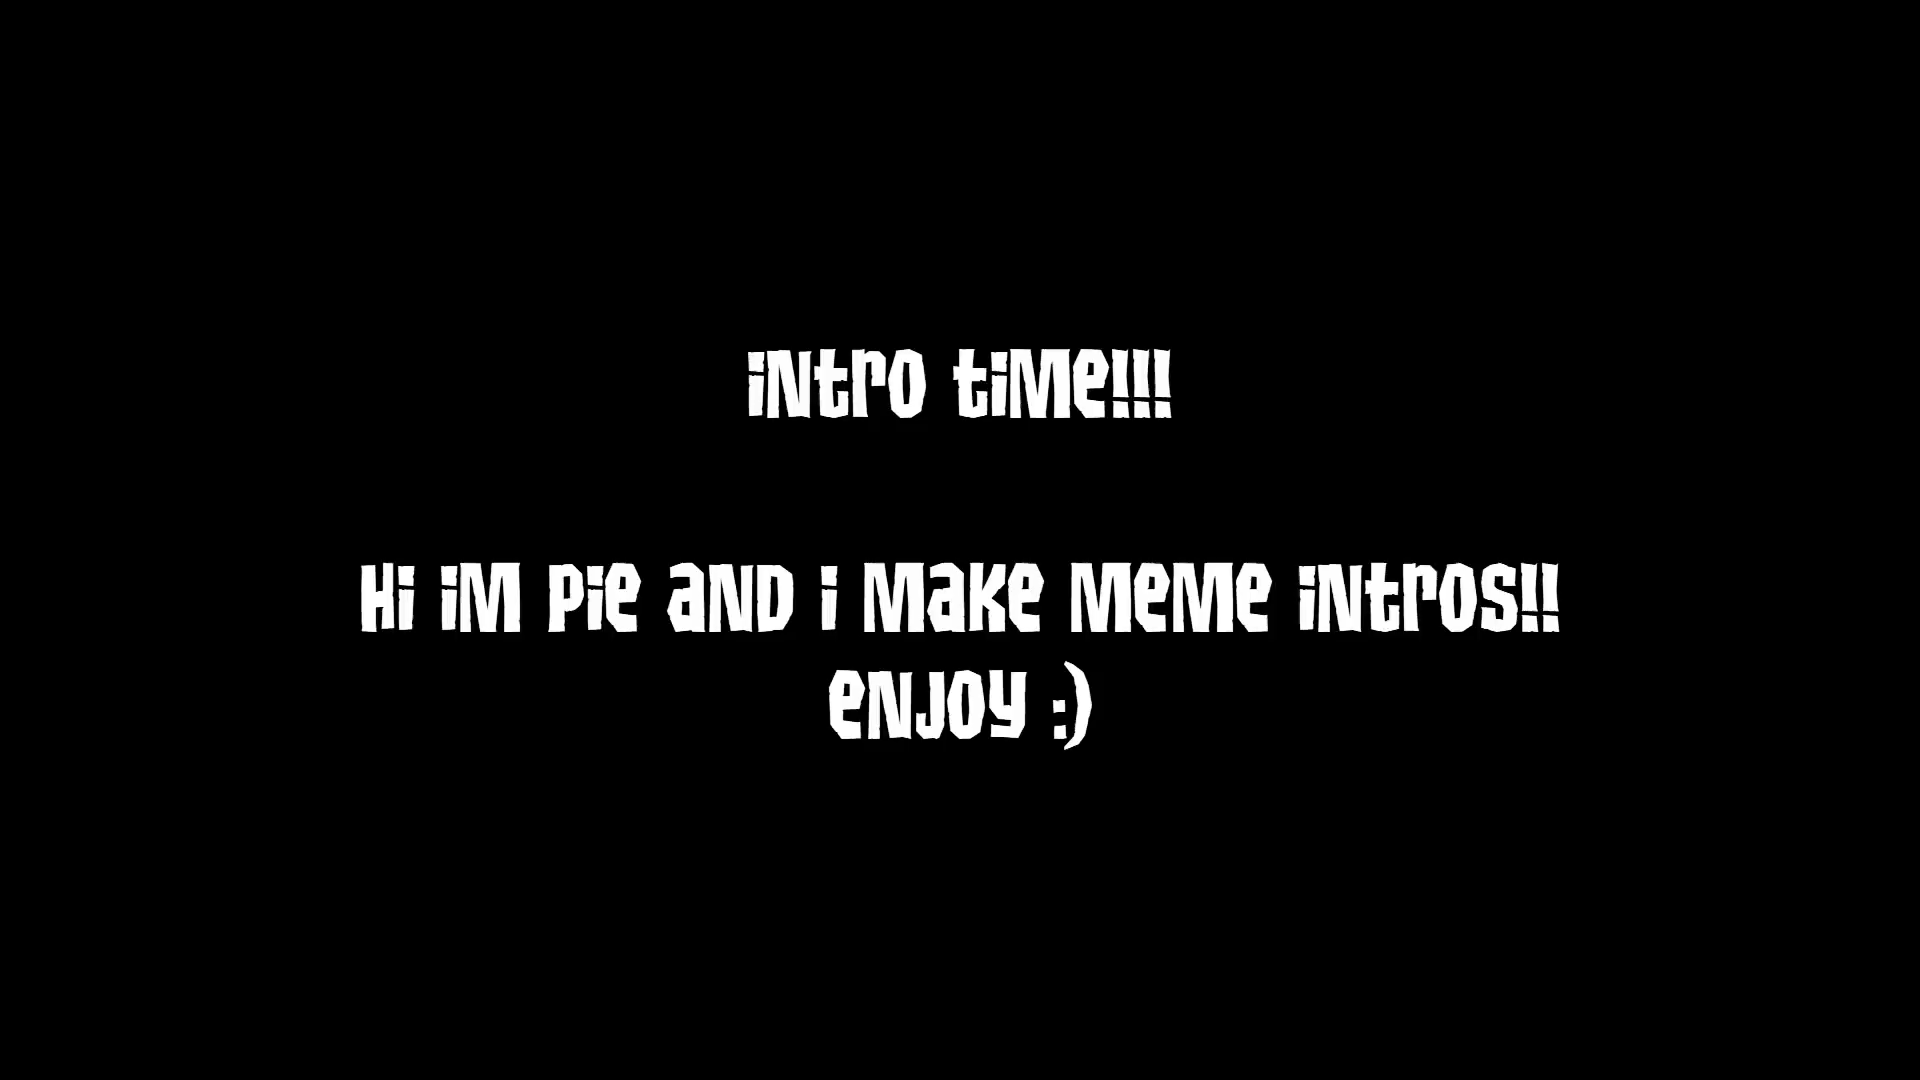 intro time!!!
Hi im pie and i make meme intros!!
enjoy :)